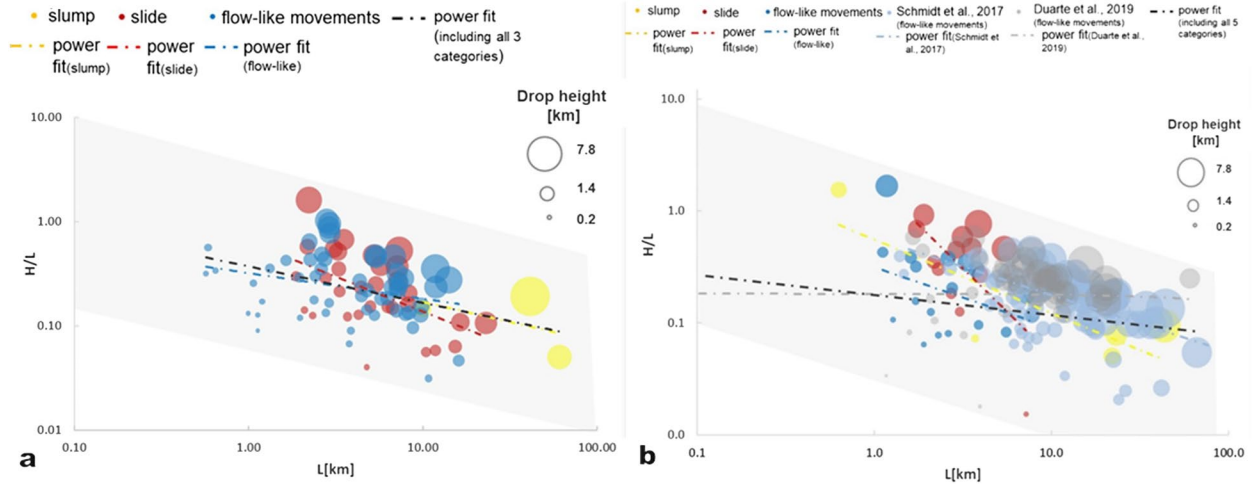 slump slide flow-like movements power fit
(including all 3
categories)
power power power fit
fit(slump) fit(slide) (flow-like)
Drop height
[km]
7.8
1.4
0.2
10.00
1.00
0.10
0.01
H/L
0.10 1.00 10.00 100.00
L[km]
a
slump slide flow-like movements Schmidt et al., 2017 Duarte et al., 2019 power fit
(flow-like movements) (flow-like movements) (including all 5
categories)
power power power fit power fit(Schmidt et power fit(Duarte et al.,
fit(slump) fit(slide) (flow-like) al., 2017) 2019)
Drop height
[km]
7.8
1.4
0.2
10.0
1.0
0.1
0.0
H/L
0.1 1.0 10.0 100.0
L[km]
b